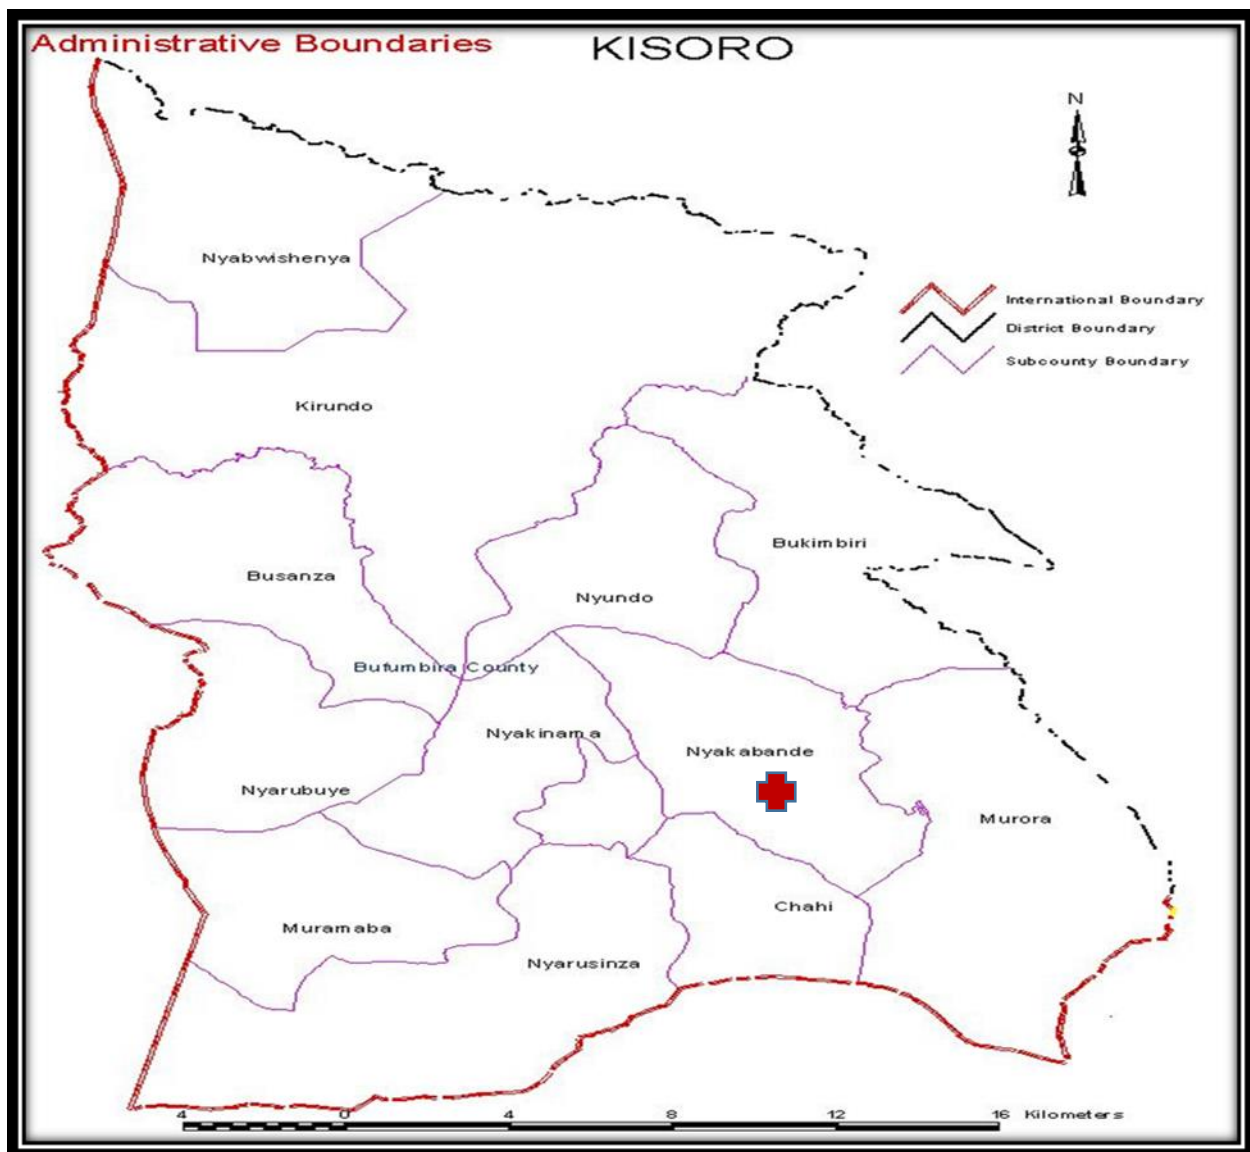 Administrative Boundaries
KISORO
N
Nyabwishenya
International Boundary
District Boundary
Subcounty Boundary
Kirundo
Bukimbiri
Busanza
Nyundo
Bufumbira County
Nyakinama
Nyakabande
Nyarubuye
Murora
Chahi
Muramaba
Nyarusinza
4 0 4 8 12 16 Kilometers